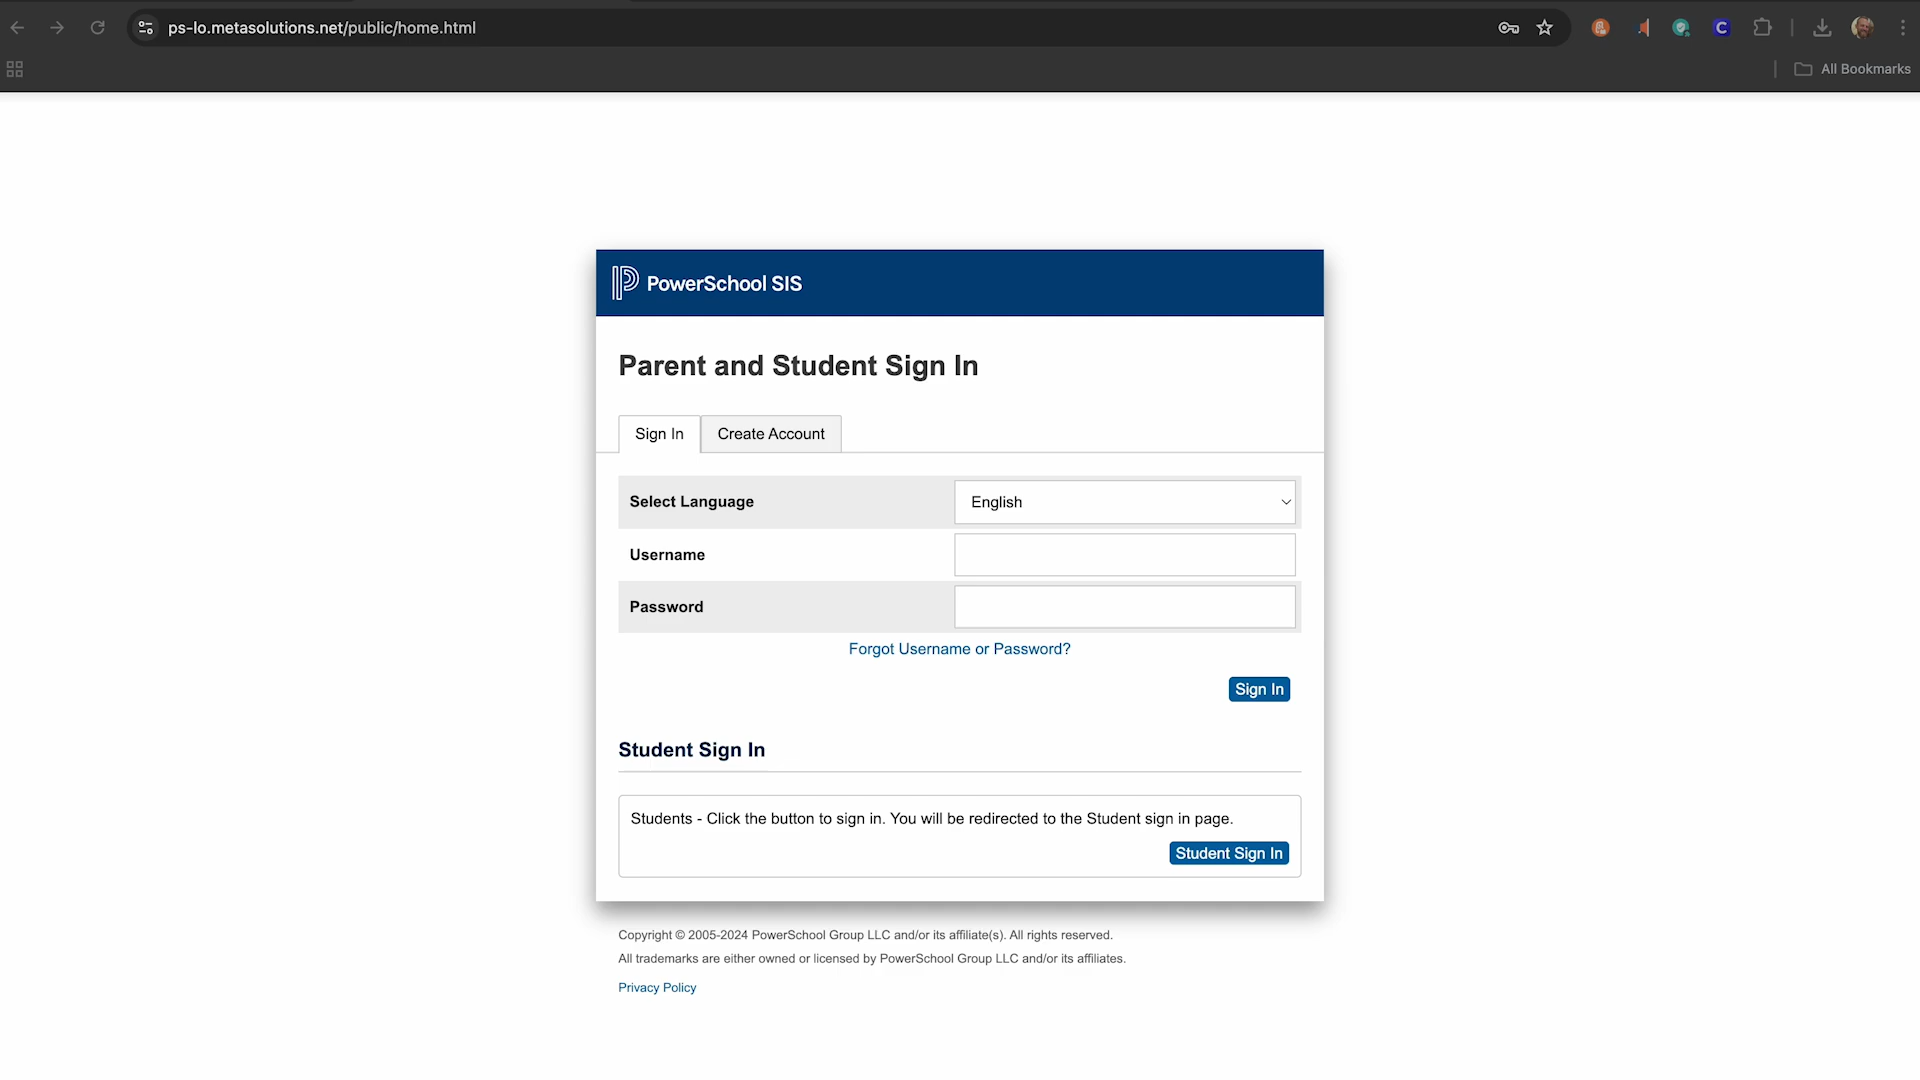 ps-lo.metasolutions.net/public/home.html
C
All Bookmarks
PowerSchool SIS
Parent and Student Sign In
Sign In
Create Account
Select Language
English
Username
Password
Forgot Username or Password?
Sign In
Student Sign In
Students - Click the button to sign in. You will be redirected to the Student sign in page.
Student Sign In
Copyright © 2005-2024 PowerSchool Group LLC and/or its affiliate(s). All rights reserved.
All trademarks are either owned or licensed by PowerSchool Group LLC and/or its affiliates.
Privacy Policy